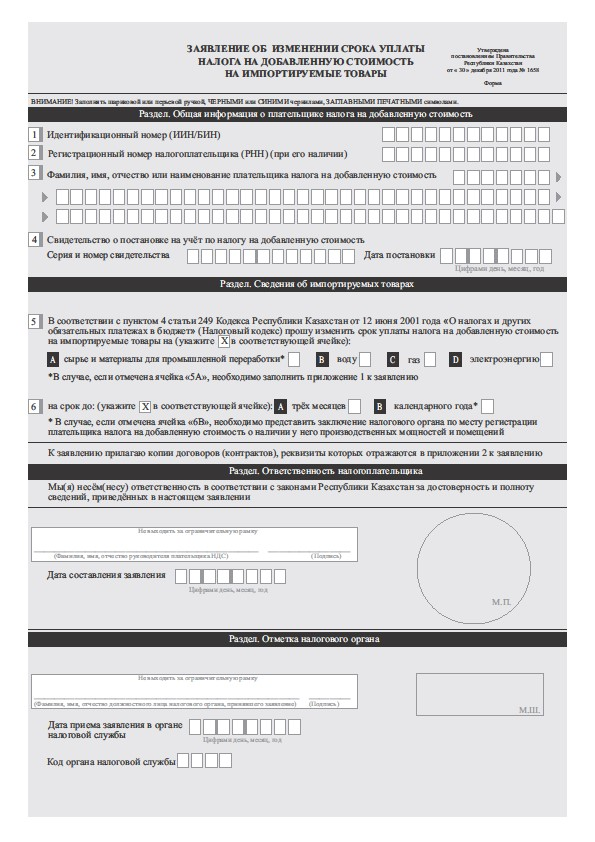 ЗАЯВЛЕНИЕ ОБ ИЗМЕНЕНИИ СРОКА УПЛАТЫ
НАЛОГА НА ДОБАВЛЕННУЮ СТОИМОСТЬ
НА ИМПОРТИРУЕМЫЕ ТОВАРЫ
Утверждена
постановлением Правительства
Республики Казахстан
от « 30 » декабря 2011 года № 1658
Форма
ВНИМАНИЕ! Заполнять шариковой или перьевой ручкой, ЧЕРНЫМИ или СИНИМИ чернилами, ЗАГЛАВНЫМИ ПЕЧАТНЫМИ символами.
Раздел. Общая информация о плательщике налога на добавленную стоимость
1 Идентификационный номер (ИИН/БИН)
2 Регистрационный номер налогоплательщика (РНН) (при его наличии)
3 Фамилия, имя, отчество или наименование плательщика налога на добавленную стоимость
4 Свидетельство о постановке на учёт по налогу на добавленную стоимость
Серия и номер свидетельства Дата постановки
Цифрами день, месяц, год
Раздел. Сведения об импортируемых товарах
5 В соответствии с пунктом 4 статьи 249 Кодекса Республики Казахстан от 12 июня 2001 года «О налогах и других
обязательных платежах в бюджет» (Налоговый кодекс) прошу изменить срок уплаты налога на добавленную стоимость
на импортируемые товары на (укажите X в соответствующей ячейке):
A сырье и материалы для промышленной переработки* B воду C газ D электроэнергию
*В случае, если отмечена ячейка «5А», необходимо заполнить приложение 1 к заявлению
6 на срок до: (укажите X в соответствующей ячейке): A трёх месяцев B календарного года*
* В случае, если отмечена ячейка «6В», необходимо представить заключение налогового органа по месту регистрации
плательщика налога на добавленную стоимость о наличии у него производственных мощностей и помещений
К заявлению прилагаю копии договоров (контрактов), реквизиты которых отражаются в приложении 2 к заявлению
Раздел. Ответственность налогоплательщика
Мы(я) несём(несу) ответственность в соответствии с законами Республики Казахстан за достоверность и полноту
сведений, приведённых в настоящем заявлении
Не выходить за ограничительную рамку
(Фамилия, имя, отчество руководителя плательщика НДС) (Подпись)
Дата составления заявления
Цифрами день, месяц, год
М.П.
Раздел. Отметка налогового органа
Не выходить за ограничительную рамку
(Фамилия, имя, отчество должностного лица налогового органа, принявшего заявление) (Подпись)
М.Ш.
Дата приема заявления в органе
налоговой службы
Цифрами день, месяц, год
Код органа налоговой службы